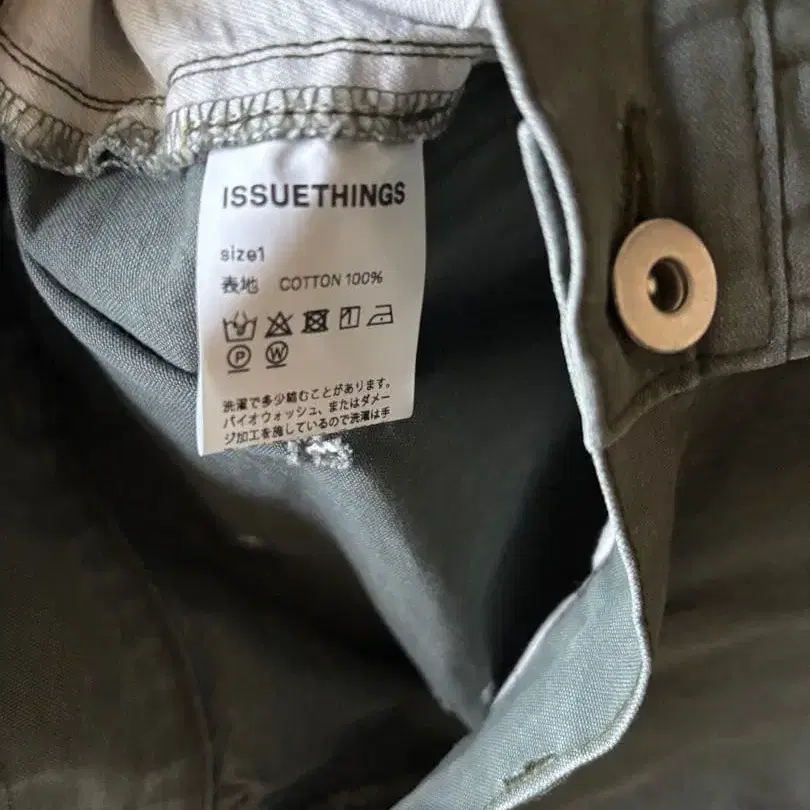 ISSUETHINGS
size1
表地 COTTON 100%
P W
洗濯で多少縮むことがあります。
バイオウォッシュ、またはダメー
ジ加工を施しているので洗濯は手